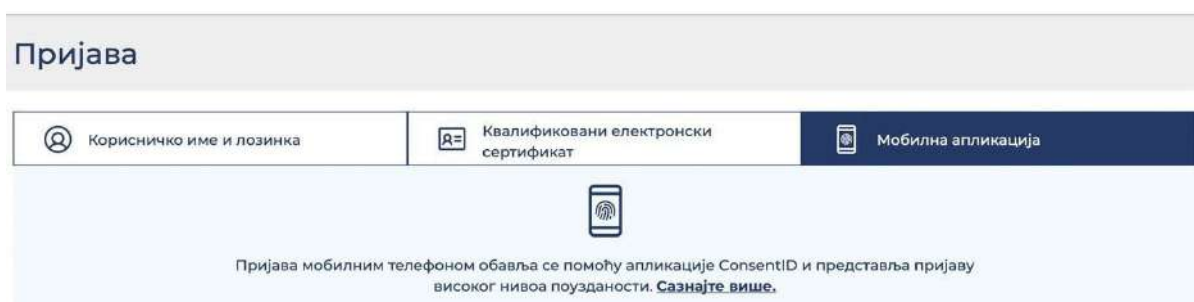 Пријава
Корисничко име и лозинка
Квалификовани електронски
сертификат
Мобилна апликација
Пријава мобилним телефоном обавља се помоћу апликације ConsentID и представља пријаву
високог нивоа поузданости. Сазнајте више.